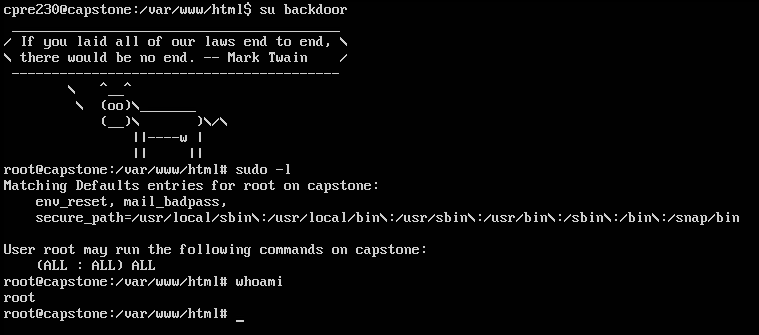 cpre230@capstone:/var/www/html$ su backdoor
 _______________________________________
/ If you laid all of our laws end to end, \
\ there would be no end. -- Mark Twain    /
 ---------------------------------------
        \   ^__^
         \  (oo)\_______
            (__)\       )\/\
                ||----w |
                ||     ||
root@capstone:/var/www/html# sudo -l
Matching Defaults entries for root on capstone:
    env_reset, mail_badpass,
    secure_path=/usr/local/sbin\:/usr/local/bin\:/usr/sbin\:/usr/bin\:/sbin\:/bin\:/snap/bin

User root may run the following commands on capstone:
    (ALL : ALL) ALL
root@capstone:/var/www/html# whoami
root
root@capstone:/var/www/html# _